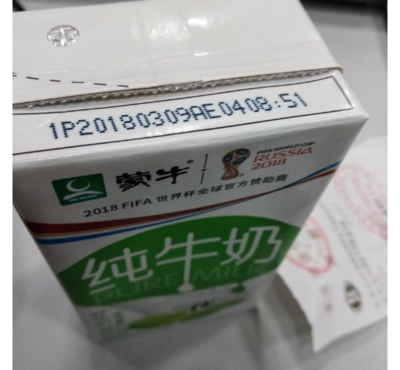 1P20180309AE0408:51
蒙牛
FIFA WORLD CUP
RUSSIA
2018
2018 FIFA 世界杯全球官方赞助商
纯牛奶
PURE MILK